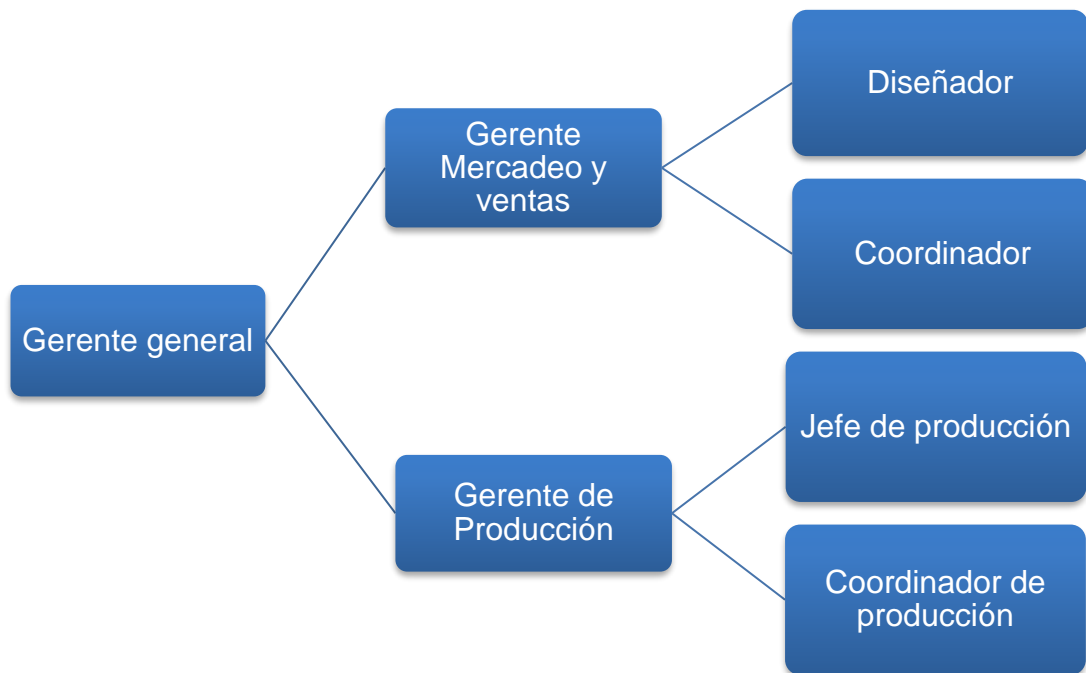 Gerente general
Gerente
Mercadeo y
ventas
Diseñador
Coordinador
Gerente de
Producción
Jefe de producción
Coordinador de
producción